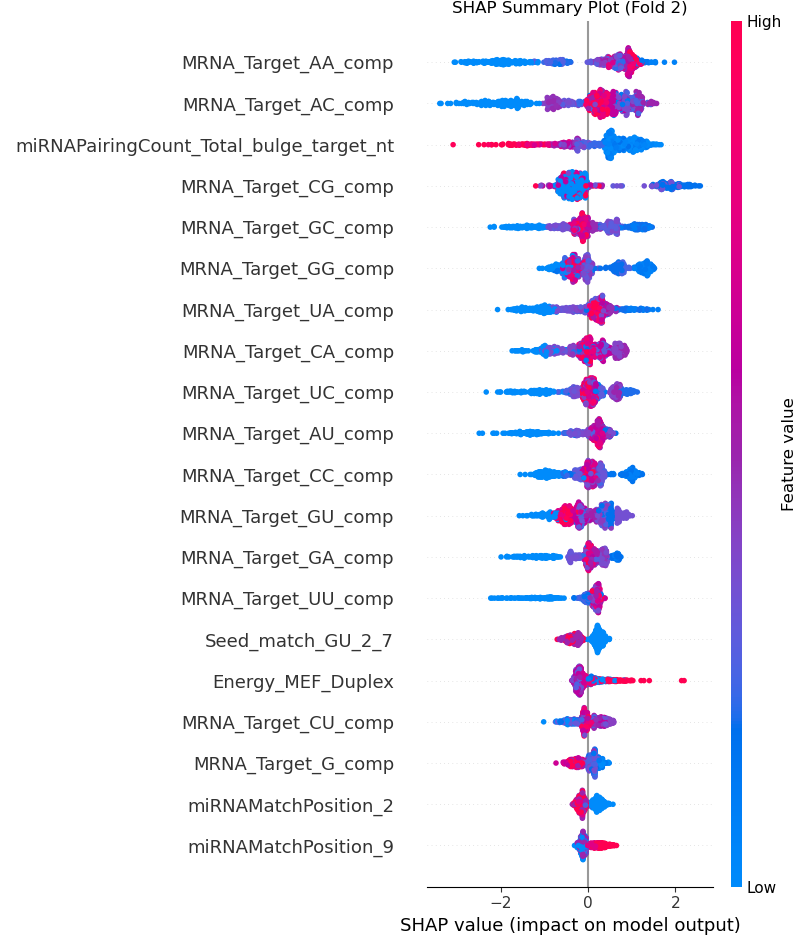 SHAP Summary Plot (Fold 2)
High
MRNA_Target_AA_comp
MRNA_Target_AC_comp
miRNAPairingCount_Total_bulge_target_nt
MRNA_Target_CG_comp
MRNA_Target_GC_comp
MRNA_Target_GG_comp
MRNA_Target_UA_comp
MRNA_Target_CA_comp
MRNA_Target_UC_comp
MRNA_Target_AU_comp
MRNA_Target_CC_comp
MRNA_Target_GU_comp
MRNA_Target_GA_comp
MRNA_Target_UU_comp
Seed_match_GU_2_7
Energy_MEF_Duplex
MRNA_Target_CU_comp
MRNA_Target_G_comp
miRNAMatchPosition_2
miRNAMatchPosition_9
Feature value
Low
−2 0 2
SHAP value (impact on model output)